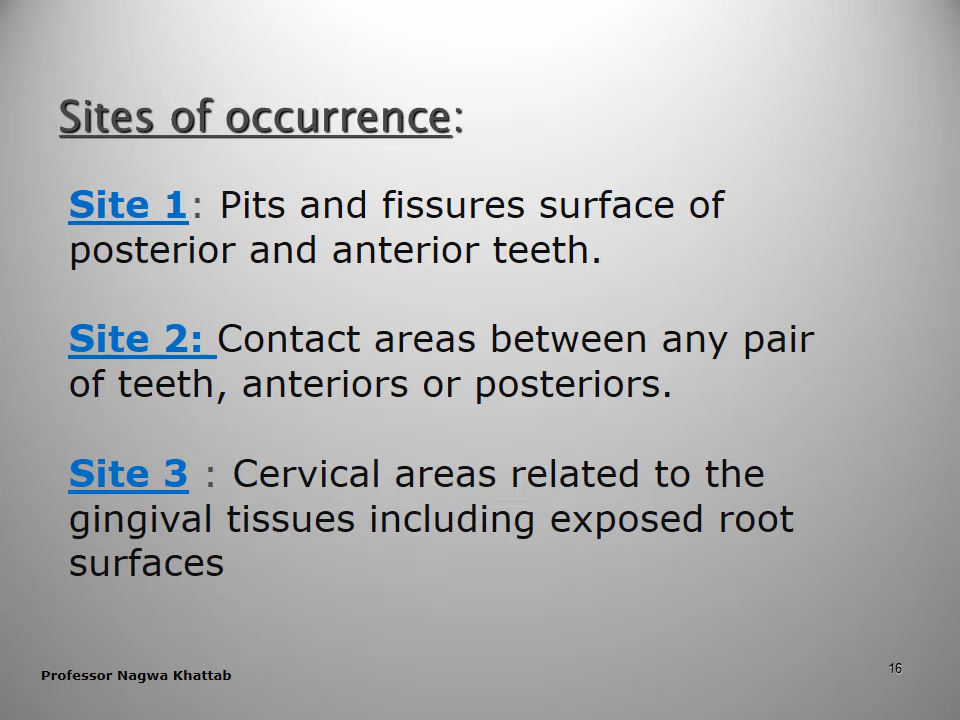 Sites of occurrence:
Site 1: Pits and fissures surface of
posterior and anterior teeth.
Site 2: Contact areas between any pair
of teeth, anteriors or posteriors.
Site 3 : Cervical areas related to the
gingival tissues including exposed root
surfaces
Professor Nagwa Khattab
16